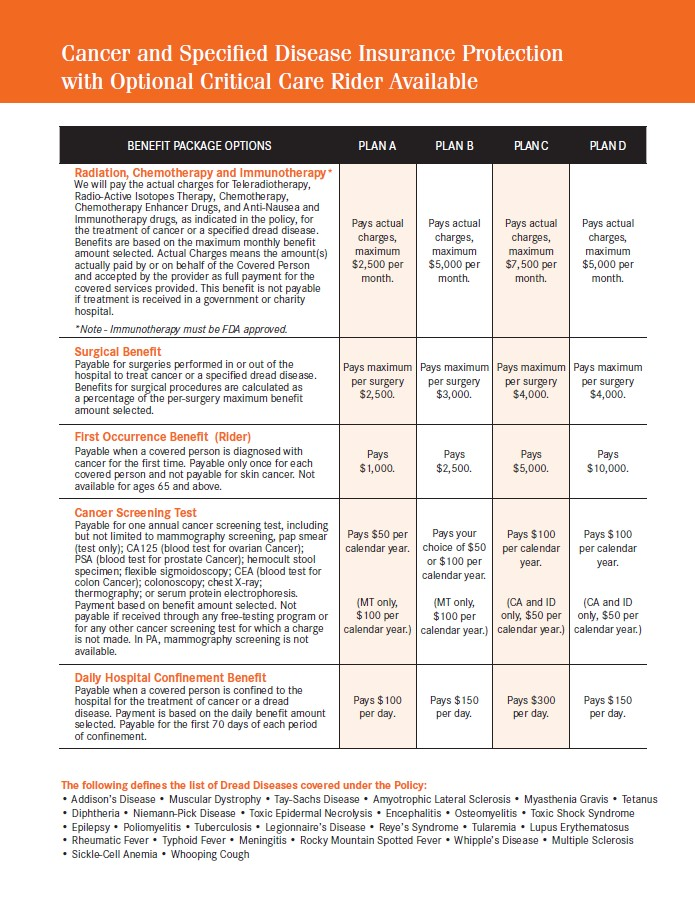 Cancer and Specified Disease Insurance Protection
with Optional Critical Care Rider Available
BENEFIT PACKAGE OPTIONS PLAN A PLAN B PLAN C PLAN D
Radiation, Chemotherapy and Immunotherapy*
We will pay the actual charges for Teleradiotherapy,
Radio-Active Isotopes Therapy, Chemotherapy,
Chemotherapy Enhancer Drugs, and Anti-Nausea and
Immunotherapy drugs, as indicated in the policy, for
the treatment of cancer or a specified dread disease.
Benefits are based on the maximum monthly benefit
amount selected. Actual Charges means the amount(s)
actually paid by or on behalf of the Covered Person
and accepted by the provider as full payment for the
covered services provided. This benefit is not payable
if treatment is received in a government or charity
hospital.
*Note - Immunotherapy must be FDA approved.
Pays actual
charges,
maximum
$2,500 per
month.
Pays actual
charges,
maximum
$5,000 per
month.
Pays actual
charges,
maximum
$7,500 per
month.
Pays actual
charges,
maximum
$5,000 per
month.
Surgical Benefit
Payable for surgeries performed in or out of the
hospital to treat cancer or a specified dread disease.
Benefits for surgical procedures are calculated as
a percentage of the per-surgery maximum benefit
amount selected.
Pays maximum
per surgery
$2,500.
Pays maximum
per surgery
$3,000.
Pays maximum
per surgery
$4,000.
Pays maximum
per surgery
$4,000.
First Occurrence Benefit (Rider)
Payable when a covered person is diagnosed with
cancer for the first time. Payable only once for each
covered person and not payable for skin cancer. Not
available for ages 65 and above.
Pays
$1,000.
Pays
$2,500.
Pays
$5,000.
Pays
$10,000.
Cancer Screening Test
Payable for one annual cancer screening test, including
but not limited to mammography screening, pap smear
(test only); CA125 (blood test for ovarian Cancer);
PSA (blood test for prostate Cancer); hemocult stool
specimen; flexible sigmoidoscopy; CEA (blood test for
colon Cancer); colonoscopy; chest X-ray;
thermography; or serum protein electrophoresis.
Payment based on benefit amount selected. Not
payable if received through any free-testing program or
for any other cancer screening test for which a charge
is not made. In PA, mammography screening is not
available.
Pays $50 per
calendar year.
(MT only,
$100 per
calendar year.)
Pays your
choice of $50
or $100 per
calendar year.
(MT only,
$100 per
calendar year.)
Pays $100
per calendar
year.
(CA and ID
only, $50 per
calendar year.)
Pays $100
per calendar
year.
(CA and ID
only, $50 per
calendar year.)
Daily Hospital Confinement Benefit
Payable when a covered person is confined to the
hospital for the treatment of cancer or a dread
disease. Payment is based on the daily benefit amount
selected. Payable for the first 70 days of each period
of confinement.
Pays $100
per day.
Pays $150
per day.
Pays $300
per day.
Pays $150
per day.
The following defines the list of Dread Diseases covered under the Policy:
• Addison's Disease • Muscular Dystrophy • Tay-Sachs Disease • Amyotrophic Lateral Sclerosis • Myasthenia Gravis • Tetanus
• Diphtheria • Niemann-Pick Disease • Toxic Epidermal Necrolysis • Encephalitis • Osteomyelitis • Toxic Shock Syndrome
• Epilepsy • Poliomyelitis • Tuberculosis • Legionnaire's Disease • Reye's Syndrome • Tularemia • Lupus Erythematosus
• Rheumatic Fever • Typhoid Fever • Meningitis • Rocky Mountain Spotted Fever • Whipple's Disease • Multiple Sclerosis
• Sickle-Cell Anemia • Whooping Cough